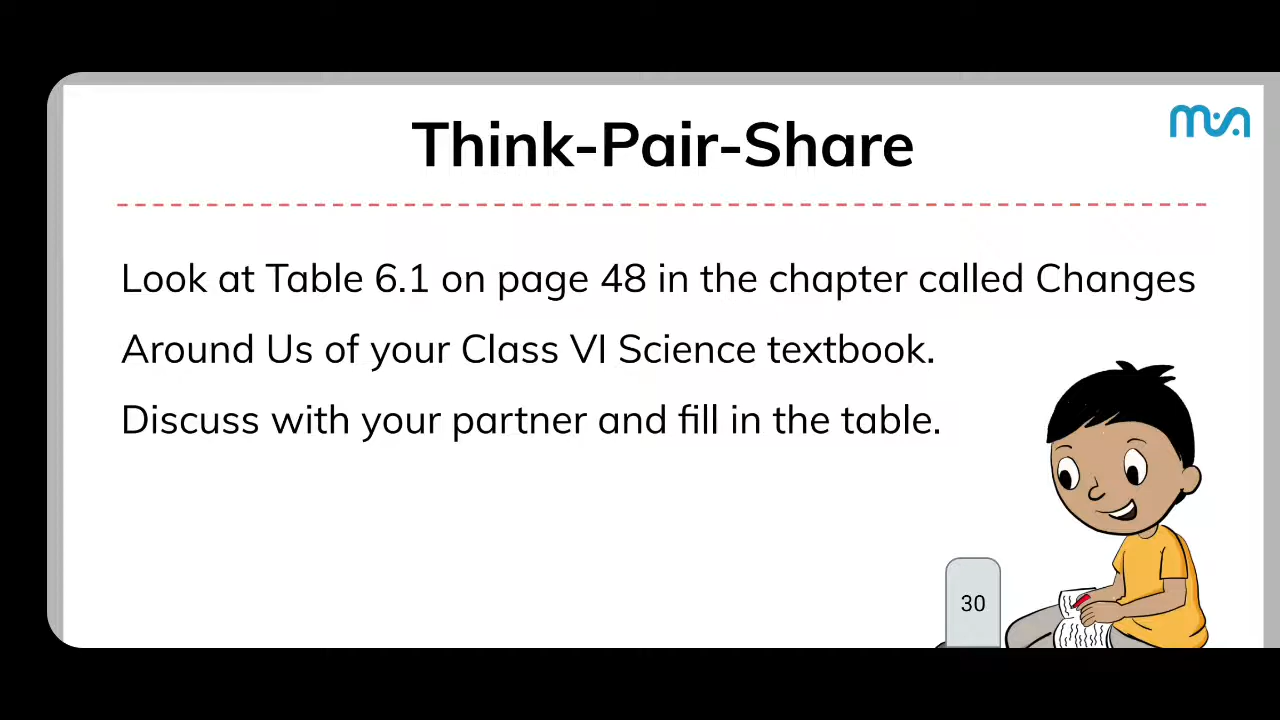 Think-Pair-Share
Look at Table 6.1 on page 48 in the chapter called Changes
Around Us of your Class VI Science textbook.
Discuss with your partner and fill in the table.
30